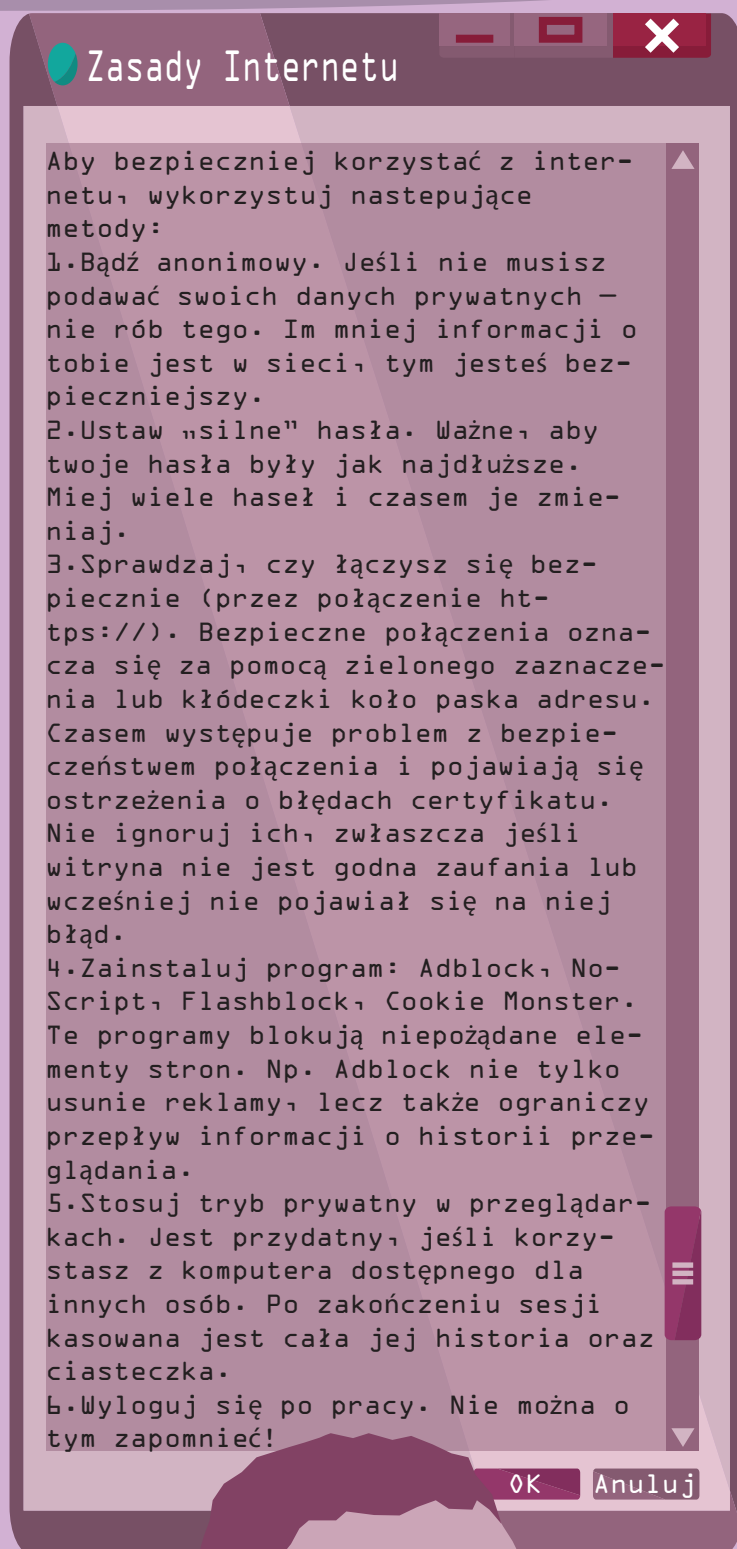 Zasady Internetu
Aby bezpieczniej korzystać z inter-
netu, wykorzystuj nastepujące
metody:
1.Bądź anonimowy. Jeśli nie musisz
podawać swoich danych prywatnych —
nie rób tego. Im mniej informacji o
tobie jest w sieci, tym jesteś bez-
pieczniejszy.
2.Ustaw „silne” hasła. Ważne, aby
twoje hasła były jak najdłuższe.
Miej wiele haseł i czasem je zmie-
niaj.
3.Sprawdzaj, czy łączysz się bez-
piecznie (przez połączenie ht-
tps://). Bezpieczne połączenia ozna-
cza się za pomocą zielonego zaznacze-
nia lub kłódeczki koło paska adresu.
Czasem występuje problem z bezpie-
czeństwem połączenia i pojawiają się
ostrzeżenia o błędach certyfikatu.
Nie ignoruj ich, zwłaszcza jeśli
witryna nie jest godna zaufania lub
wcześniej nie pojawiał się na niej
błąd.
4.Zainstaluj program: Adblock, No-
Script, Flashblock, Cookie Monster.
Te programy blokują niepożądane ele-
menty stron. Np. Adblock nie tylko
usunie reklamy, lecz także ograniczy
przepływ informacji o historii prze-
glądania.
5.Stosuj tryb prywatny w przeglądar-
kach. Jest przydatny, jeśli korzy-
stasz z komputera dostępnego dla
innych osób. Po zakończeniu sesji
kasowana jest cała jej historia oraz
ciasteczka.
6.Wyloguj się po pracy. Nie można o
tym zapomnieć!
OK Anuluj